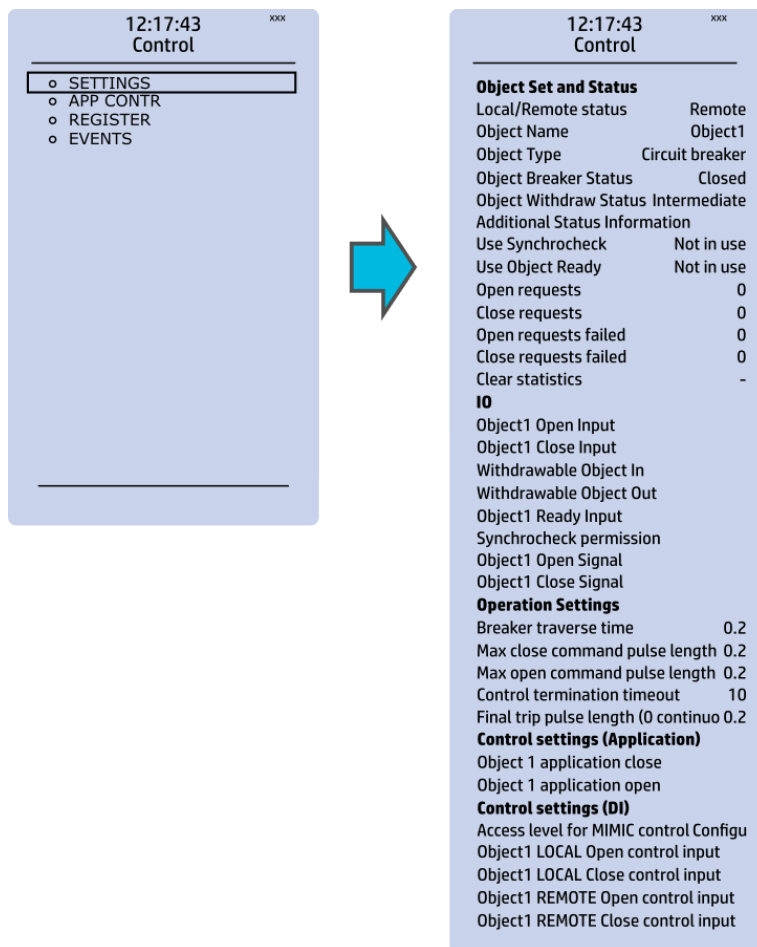 12:17:43 xxx
Control
SETTINGS
APP CONTR
REGISTER
EVENTS
12:17:43 xxx
Control
Object Set and Status
Local/Remote status Remote
Object Name Object1
Object Type Circuit breaker
Object Breaker Status Closed
Object Withdraw Status Intermediate
Additional Status Information
Use Synchrocheck Not in use
Use Object Ready Not in use
Open requests 0
Close requests 0
Open requests failed 0
Close requests failed 0
Clear statistics -
IO
Object1 Open Input
Object1 Close Input
Withdrawable Object In
Withdrawable Object Out
Object1 Ready Input
Synchrocheck permission
Object1 Open Signal
Object1 Close Signal
Operation Settings
Breaker traverse time 0.2
Max close command pulse length 0.2
Max open command pulse length 0.2
Control termination timeout 10
Final trip pulse length (0 continuo 0.2
Control settings (Application)
Object 1 application close
Object 1 application open
Control settings (DI)
Access level for MIMIC control Configu
Object1 LOCAL Open control input
Object1 LOCAL Close control input
Object1 REMOTE Open control input
Object1 REMOTE Close control input